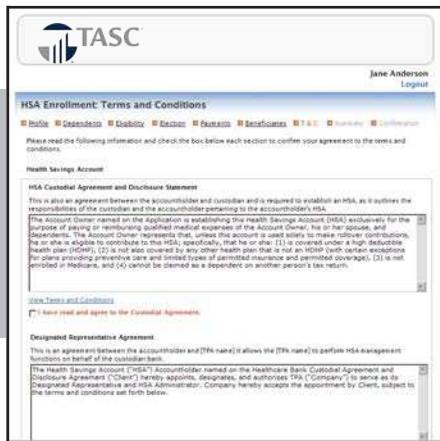 TASC
Jane Anderson
Logout
HSA Enrollment: Terms and Conditions
Profile Dependents Eligibility Election Payments Beneficiaries T & C Summary Confirmation
Please read the following information and check the box below each section to confirm your agreement to the terms and
conditions.
Health Savings Account
HSA Custodial Agreement and Disclosure Statement
This is also an agreement between the accountholder and custodian and is required to establish an HSA, as it outlines the
responsibilities of the custodian and the accountholder pertaining to the accountholder's HSA.
The Account Owner named on the Application is establishing this Health Savings Account (HSA) exclusively for the
purpose of paying or reimbursing qualified medical expenses of the Account Owner, his or her spouse, and
dependents. The Account Owner represents that, unless this account is used solely to make rollover contributions,
he or she is eligible to contribute to this HSA; specifically, that he or she: (1) is covered under a high deductible
health plan (HDHP), (2) is not also covered by any other health plan that is not an HDHP (with certain exceptions
for plans providing preventive care and limited types of permitted insurance and permitted coverage), (3) is not
enrolled in Medicare, and (4) cannot be claimed as a dependent on another person's tax return.
View Terms and Conditions
I have read and agree to the Custodial Agreement.
Designated Representative Agreement
This is an agreement between the accountholder and [TPA name] it allows the [TPA name] to perform HSA management
functions on behalf of the custodian bank.
The Health Savings Account ("HSA") Accountholder named on the Healthcare Bank Custodial Agreement and
Disclosure Agreement ("Client") hereby appoints, designates, and authorizes TPA ("Company") to serve as its
Designated Representative and HSA Administrator. Company hereby accepts the appointment by Client, subject to
the terms and conditions set forth below.